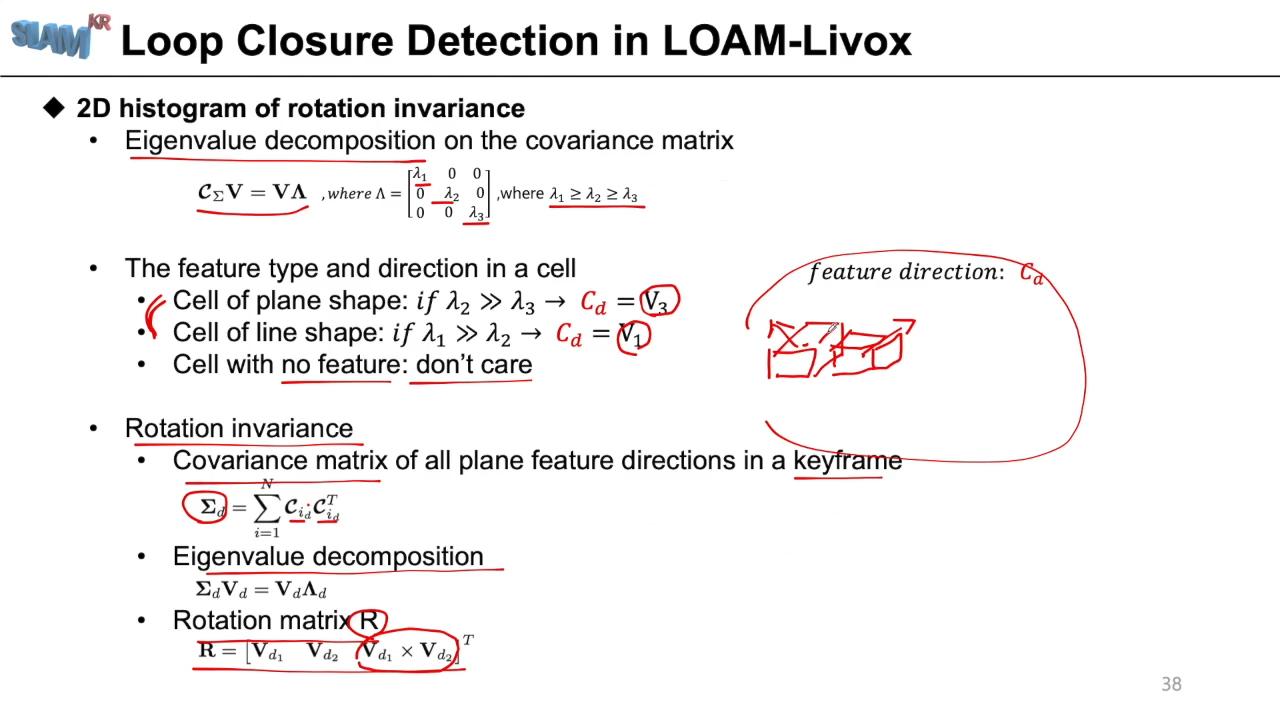 SLAM KR
Loop Closure Detection in LOAM-Livox
◆ 2D histogram of rotation invariance
• Eigenvalue decomposition on the covariance matrix
C_Σ V = VΛ , where Λ = [λ₁ 0 0; 0 λ₂ 0; 0 0 λ₃] ,where λ₁ ≥ λ₂ ≥ λ₃
• The feature type and direction in a cell
feature direction: C_d
• Cell of plane shape: if λ₂ ≫ λ₃ → C_d = V₃
• Cell of line shape: if λ₁ ≫ λ₂ → C_d = V₁
• Cell with no feature: don't care
• Rotation invariance
• Covariance matrix of all plane feature directions in a keyframe
Σ_d = ∑_{i=1}^{N} C_{i_d} C_{i_d}^T
• Eigenvalue decomposition
Σ_d V_d = V_d Λ_d
• Rotation matrix R
R = [V_{d₁} V_{d₂} V_{d₁} × V_{d₂}]^T
38